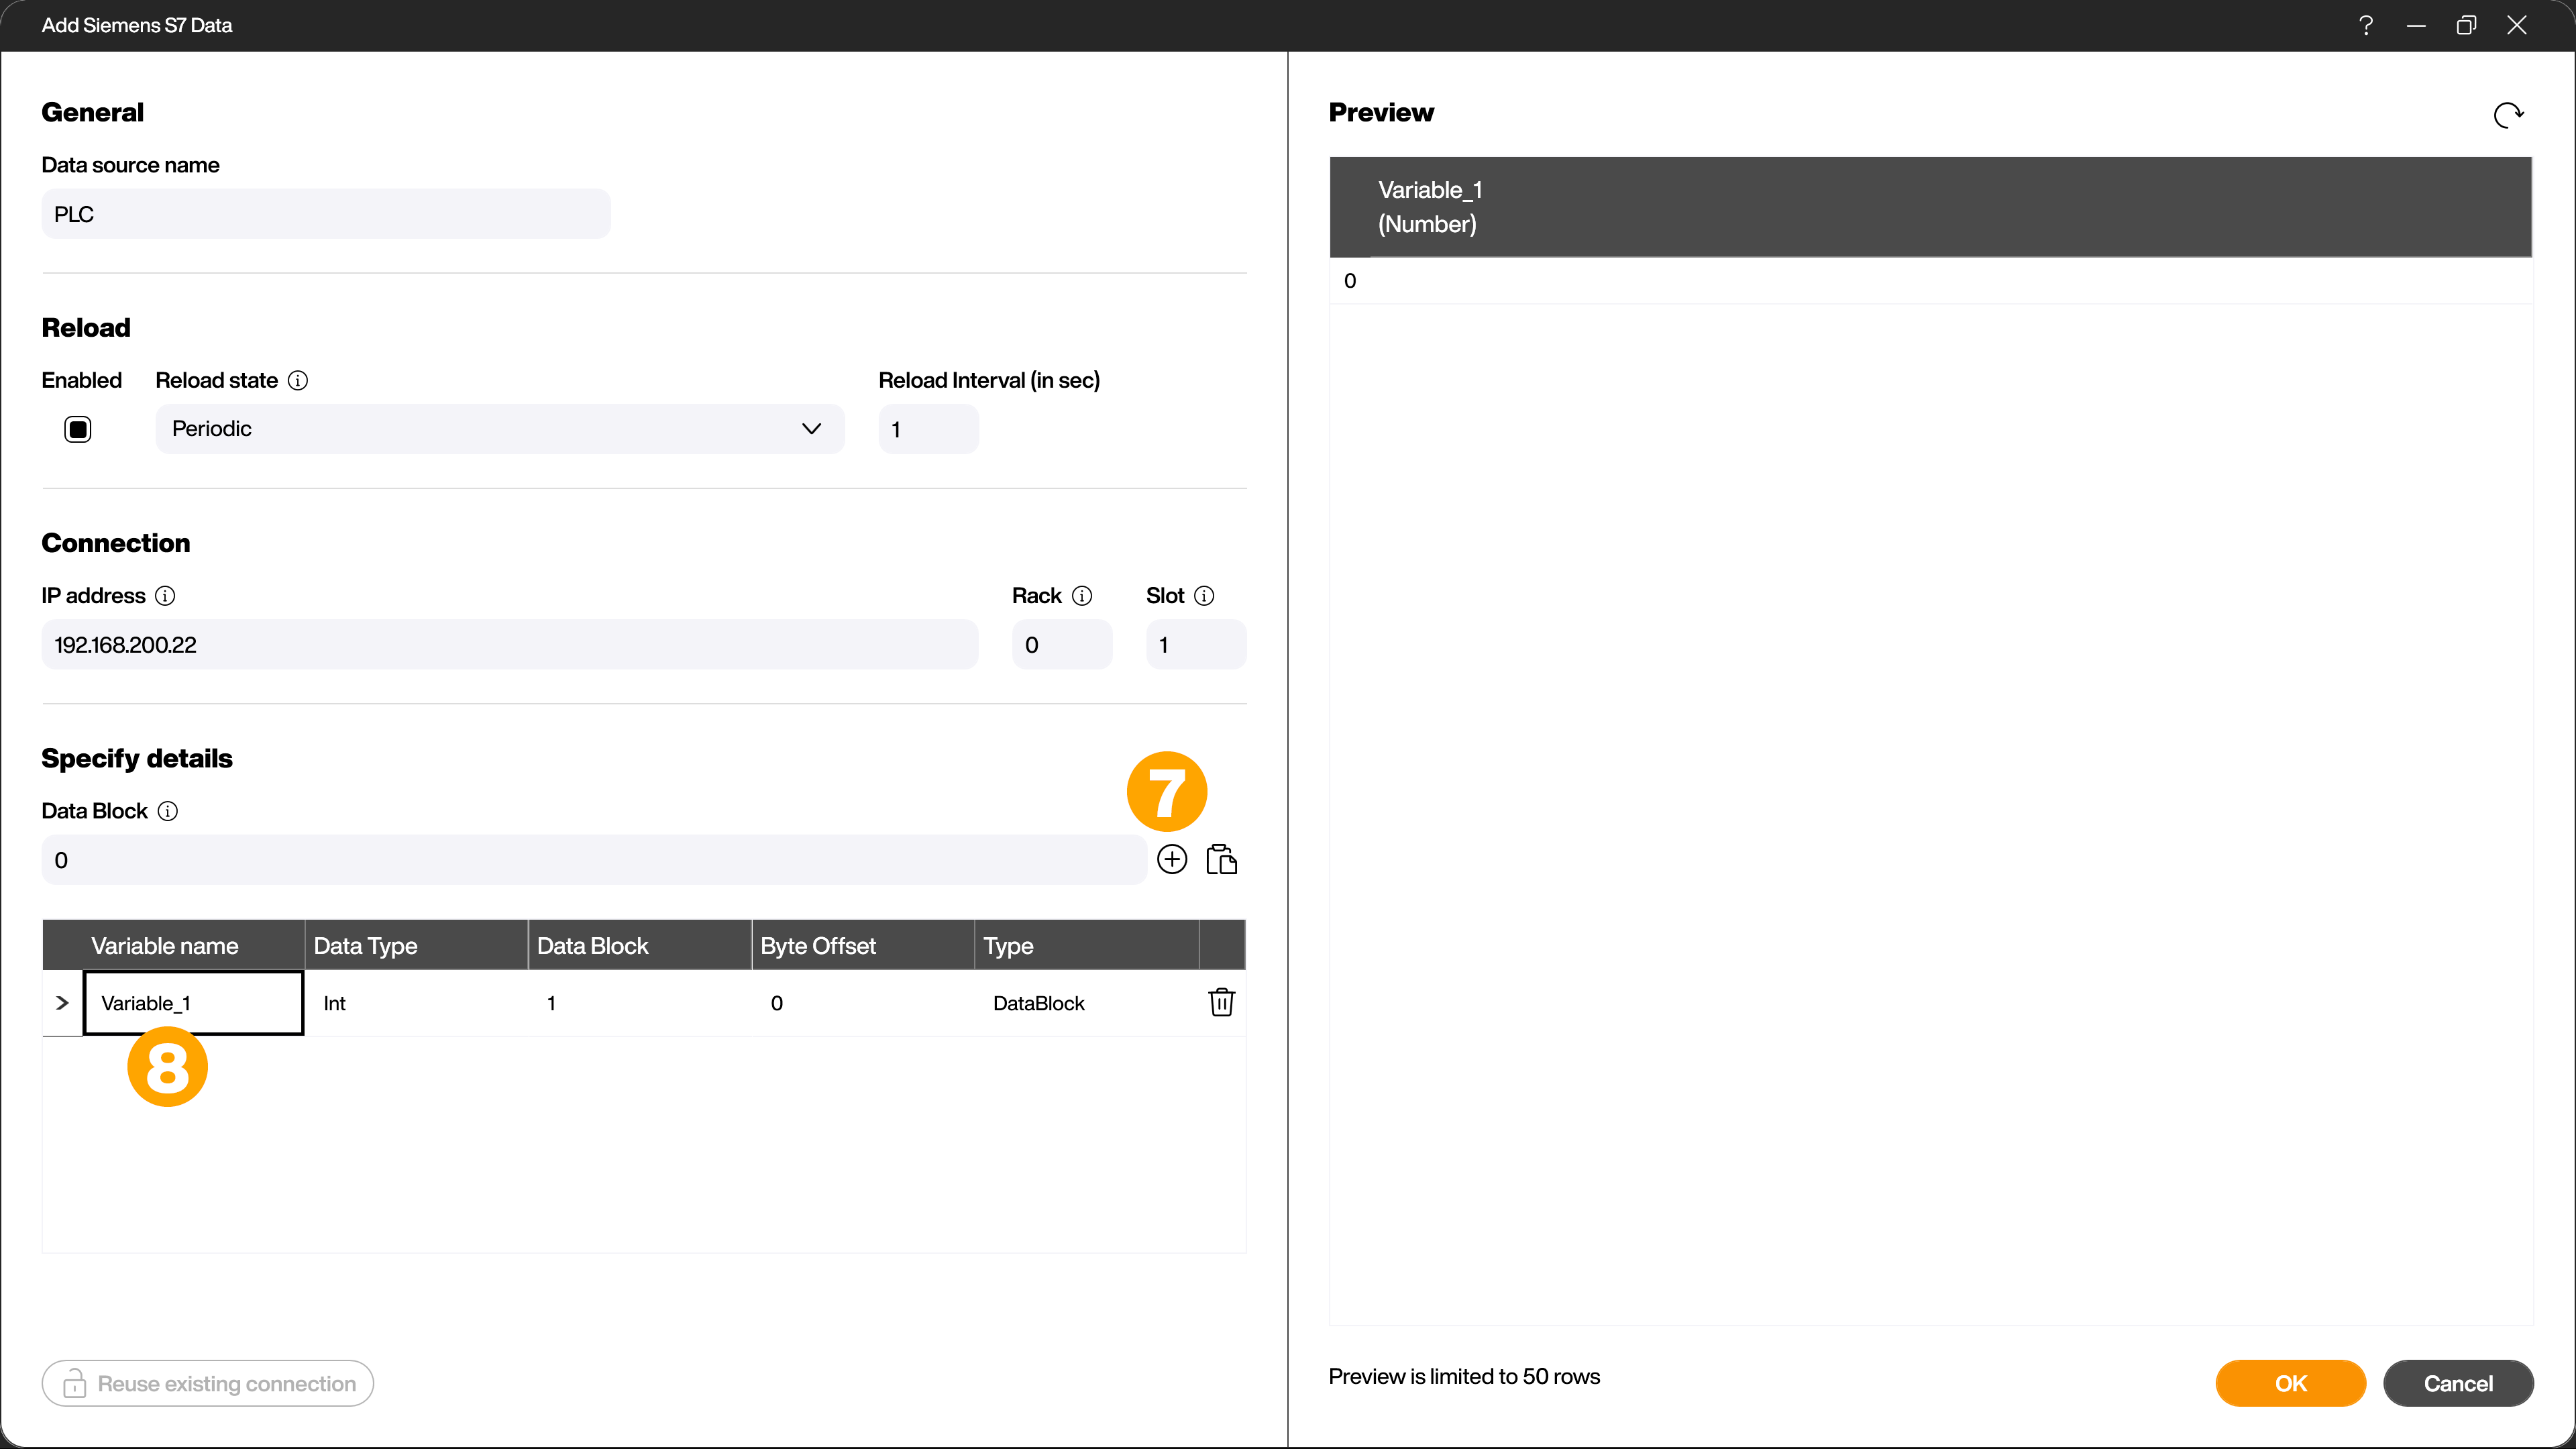 Add Siemens S7 Data
General
Data source name
PLC
Reload
Enabled Reload state Reload Interval (in sec)
Periodic 1
Connection
IP address Rack Slot
192.168.200.22 0 1
Specify details
7
Data Block
0
Variable name Data Type Data Block Byte Offset Type
Variable_1 Int 1 0 DataBlock
8
Reuse existing connection
Preview
Variable_1
(Number)
0
Preview is limited to 50 rows
OK Cancel